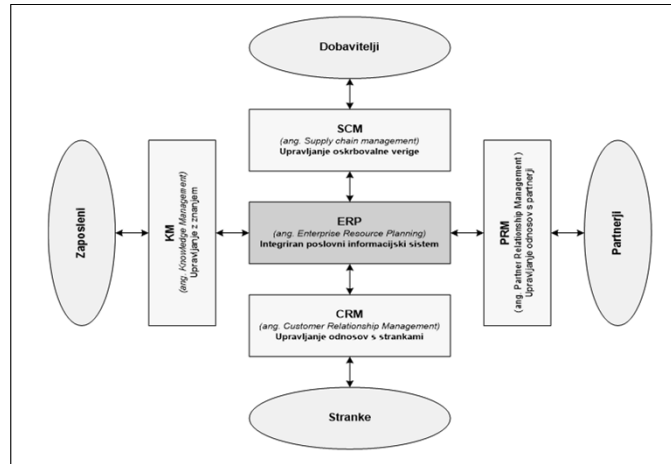 Dobavitelji
SCM
(ang. Supply chain management)
Upravljanje oskrbovalne verige
Zaposleni
KM
(ang. Knowledge Management)
Upravljanje z znanjem
ERP
(ang. Enterprise Resource Planning)
Integriran poslovni informacijski sistem
PRM
(ang. Partner Relationship Management)
Upravljanje odnosov s partnerji
Partnerji
CRM
(ang. Customer Relationship Management)
Upravljanje odnosov s strankami
Stranke